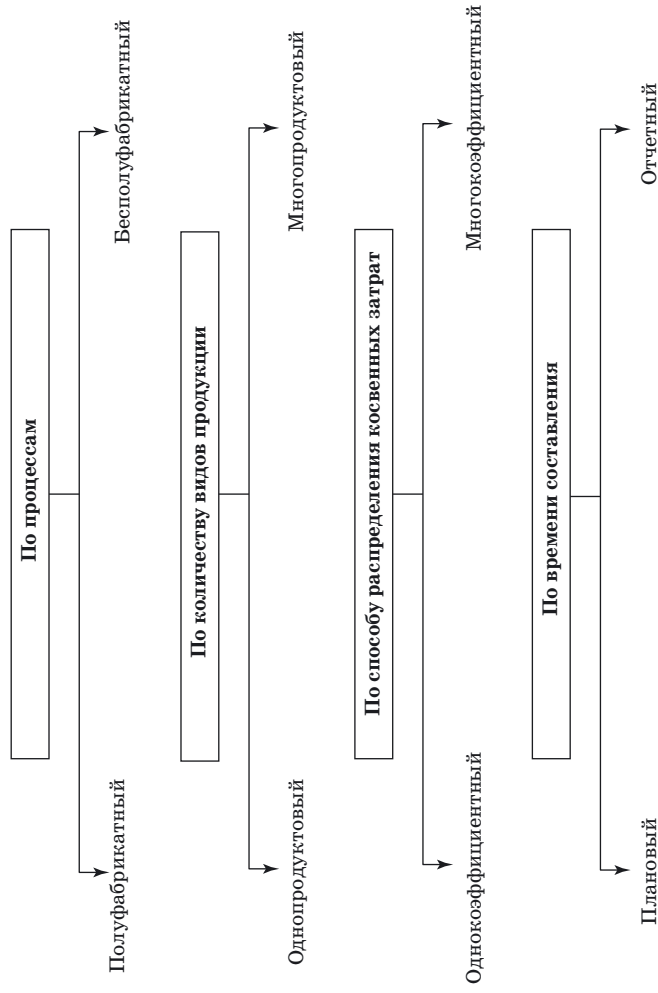 По процессам
Полуфабрикатный
Бесполуфабрикатный
По количеству видов продукции
Однопродуктовый
Многопродуктовый
По способу распределения косвенных затрат
Однокоэффициентный
Многокоэффициентный
По времени составления
Плановый
Отчетный